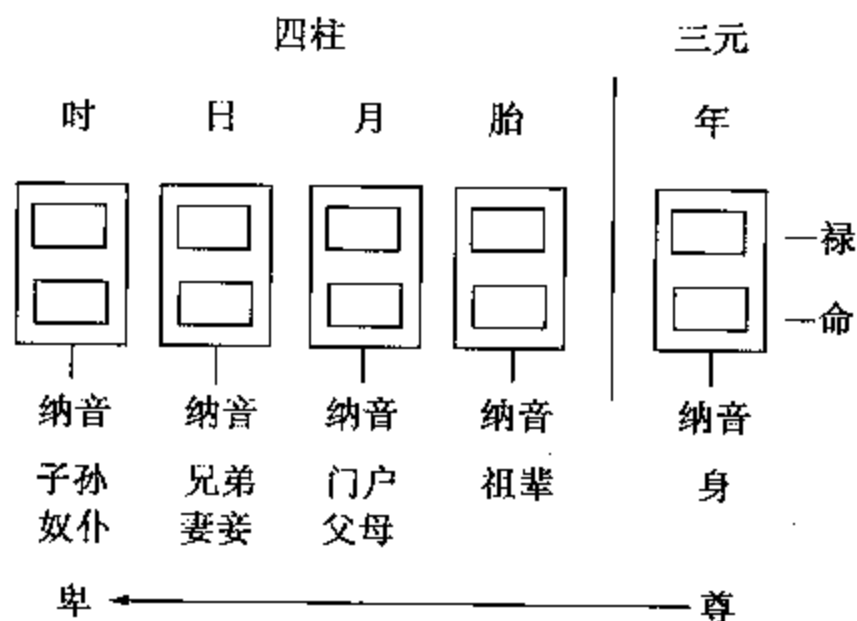 四柱 三元
时 日 月 胎 年
禄
命
纳音 纳音 纳音 纳音 纳音
子孙 兄弟 门户 祖辈 身
奴仆 妻妾 父母
卑 尊